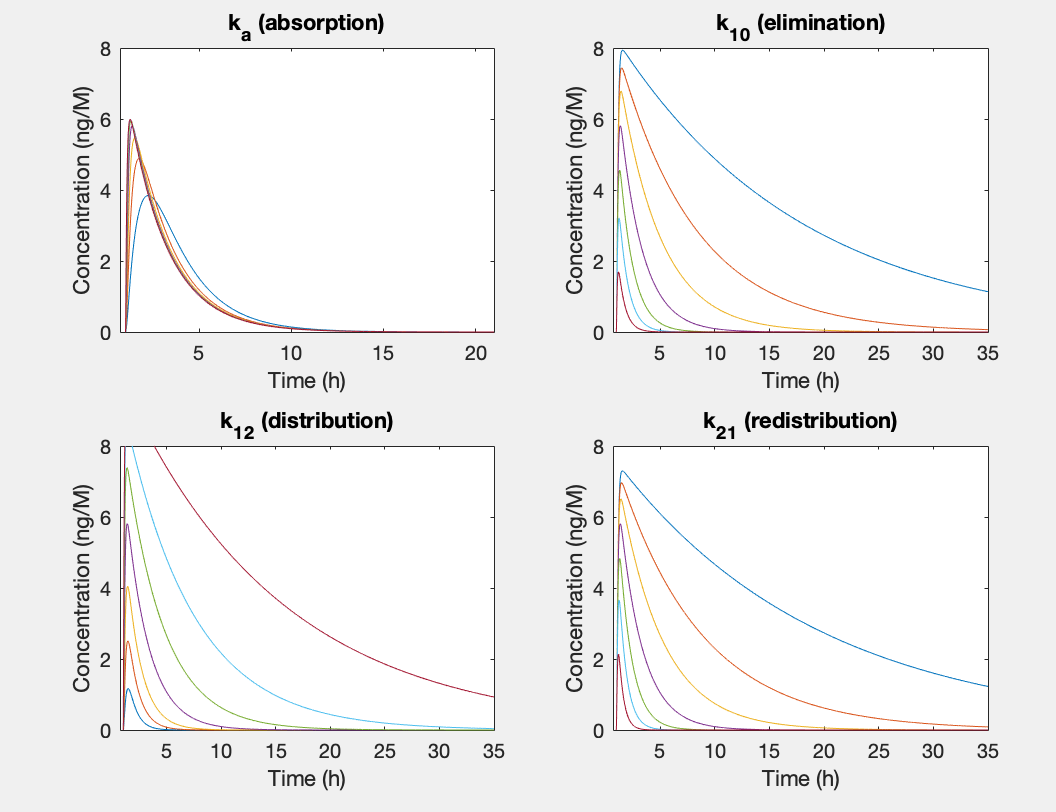 k_a (absorption)
8
6
4
2
0
Concentration (ng/M)
5 10 15 20
Time (h)
k_10 (elimination)
8
6
4
2
0
Concentration (ng/M)
5 10 15 20 25 30 35
Time (h)
k_12 (distribution)
8
6
4
2
0
Concentration (ng/M)
5 10 15 20 25 30 35
Time (h)
k_21 (redistribution)
8
6
4
2
0
Concentration (ng/M)
5 10 15 20 25 30 35
Time (h)